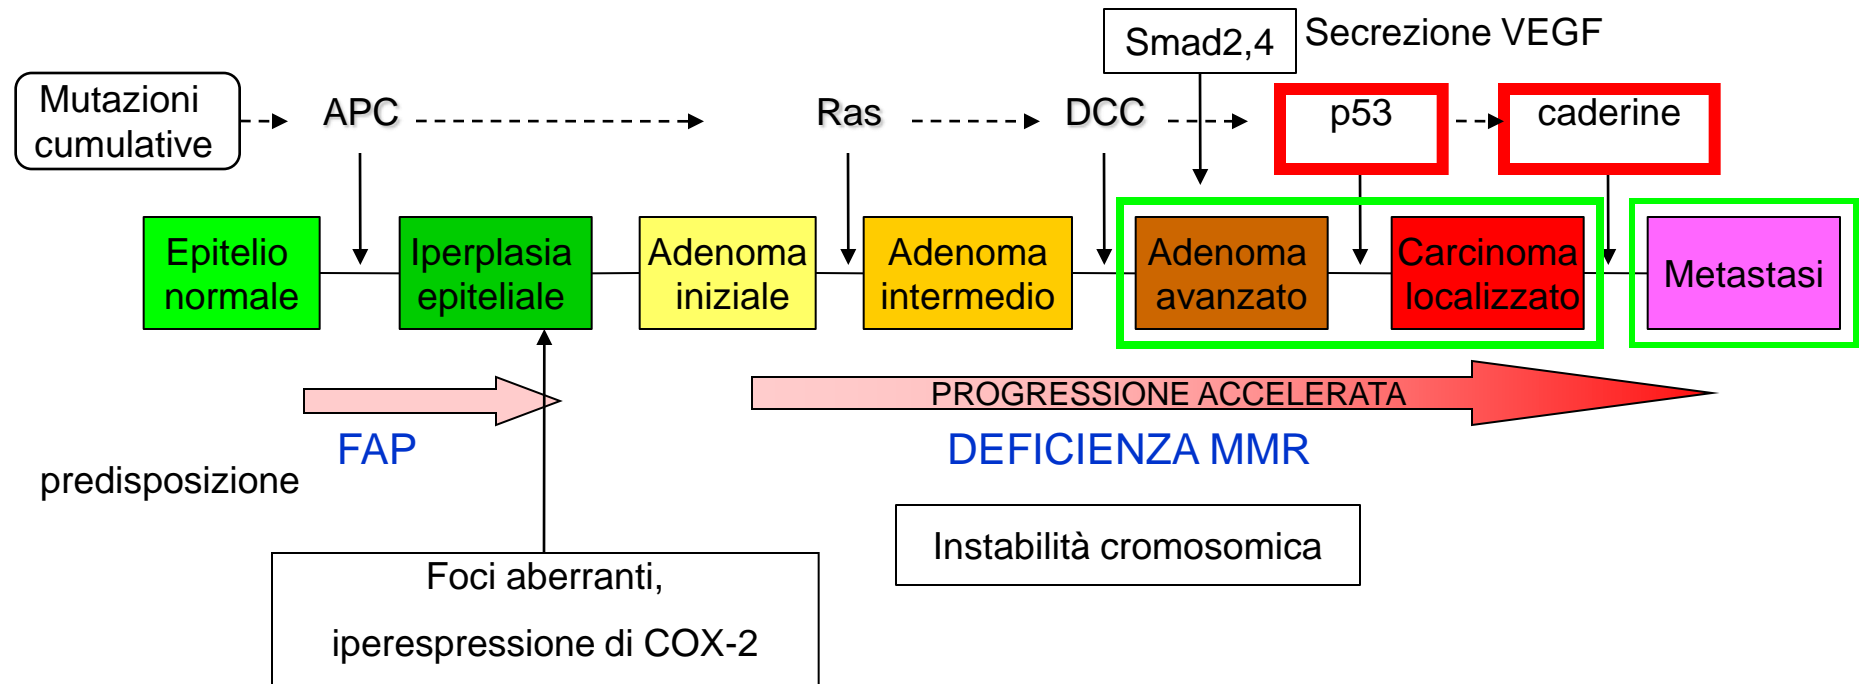 Smad2,4
Secrezione VEGF
Mutazioni
cumulative
APC
Ras
DCC
p53
caderine
Epitelio
normale
Iperplasia
epiteliale
Adenoma
iniziale
Adenoma
intermedio
Adenoma
avanzato
Carcinoma
localizzato
Metastasi
PROGRESSIONE ACCELERATA
FAP
DEFICIENZA MMR
predisposizione
Instabilità cromosomica
Foci aberranti,
iperespressione di COX-2